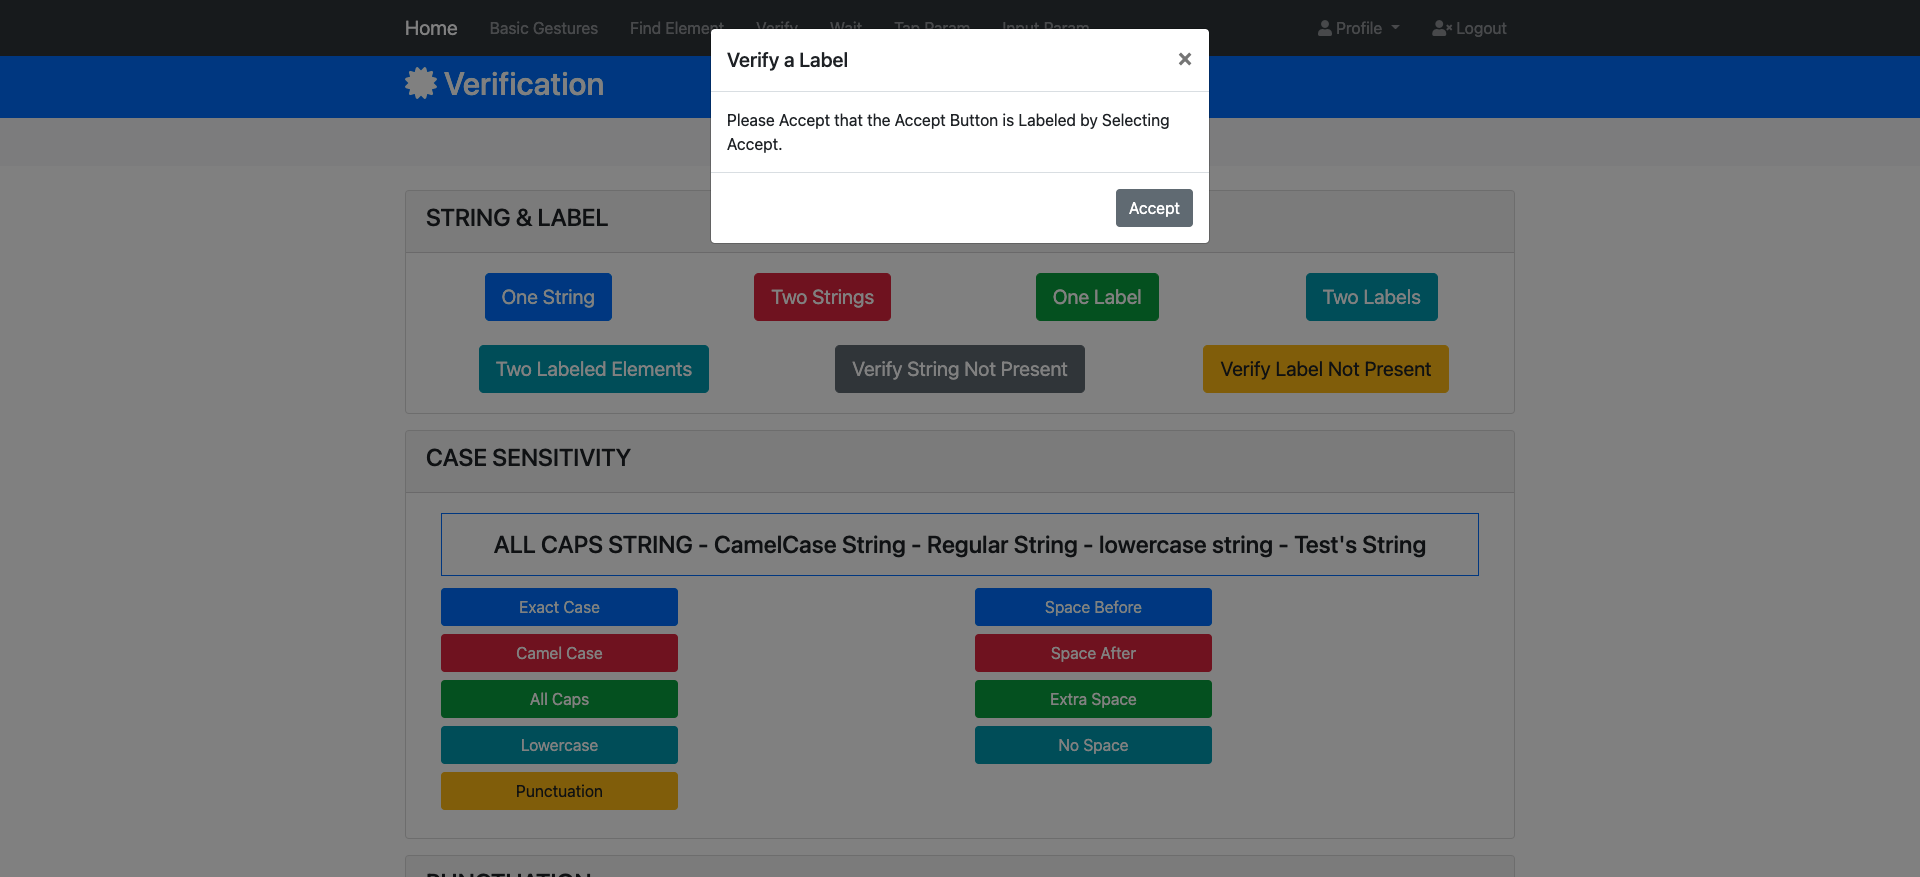 Home Basic Gestures Find Element Verify Wait Tap Param Input Param Profile Logout
Verification
Verify a Label ×
Please Accept that the Accept Button is Labeled by Selecting
Accept.
Accept
STRING & LABEL
One String Two Strings One Label Two Labels
Two Labeled Elements Verify String Not Present Verify Label Not Present
CASE SENSITIVITY
ALL CAPS STRING - CamelCase String - Regular String - lowercase string - Test's String
Exact Case Space Before
Camel Case Space After
All Caps Extra Space
Lowercase No Space
Punctuation
PUNCTUATION